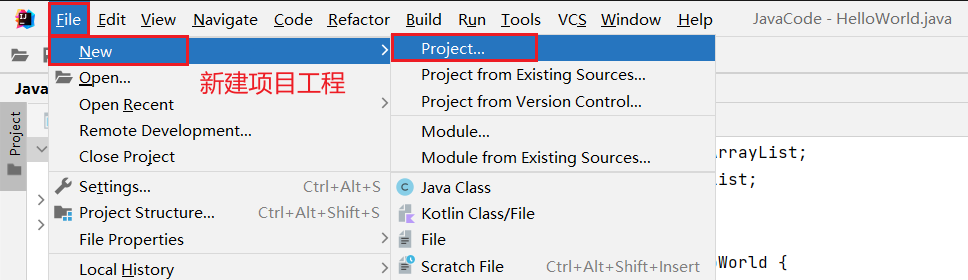 File Edit View Navigate Code Refactor Build Run Tools VCS Window Help JavaCode - HelloWorld.java
New
Project...
新建项目工程
Open...
Project from Existing Sources...
Java
Open Recent
Project from Version Control...
Project
Remote Development...
Module...
Close Project
Module from Existing Sources...
ArrayList;
Settings... Ctrl+Alt+S
Java Class
ist;
Project Structure... Ctrl+Alt+Shift+S
Kotlin Class/File
File Properties
File
Local History
Scratch File Ctrl+Alt+Shift+Insert
World {